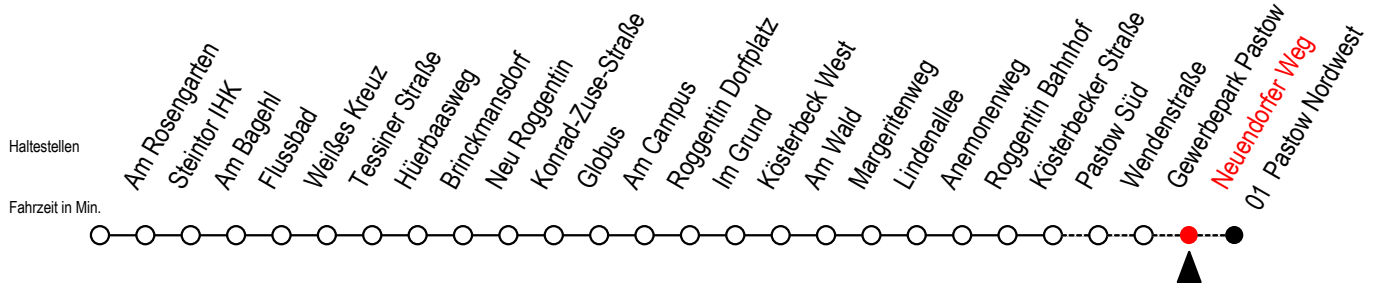 Haltestellen
Am Rosengarten
Steintor IHK
Am Bagehl
Flussbad
Weißes Kreuz
Tessiner Straße
Hüerbaasweg
Brinckmansdorf
Neu Roggentin
Konrad-Zuse-Straße
Globus
Am Campus
Roggentin Dorfplatz
Im Grund
Kösterbeck West
Am Wald
Margeritenweg
Lindenallee
Anemonenweg
Roggentin Bahnhof
Kösterbecker Straße
Pastow Süd
Wendenstraße
Gewerbepark Pastow
Neuendorfer Weg
01 Pastow Nordwest
Fahrzeit in Min.